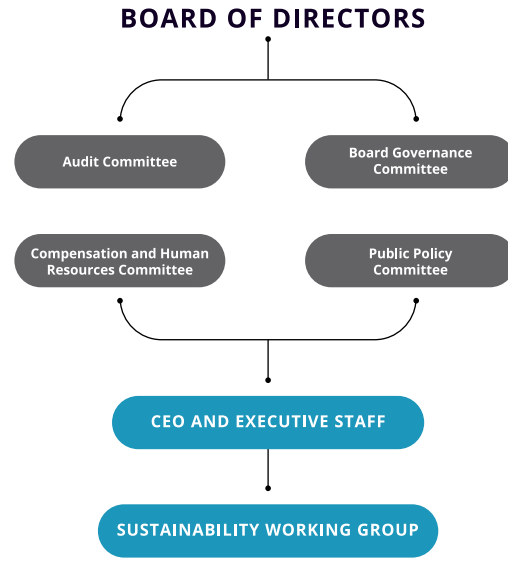 BOARD OF DIRECTORS
Audit Committee
Board Governance
Committee
Compensation and Human
Resources Committee
Public Policy
Committee
CEO AND EXECUTIVE STAFF
SUSTAINABILITY WORKING GROUP